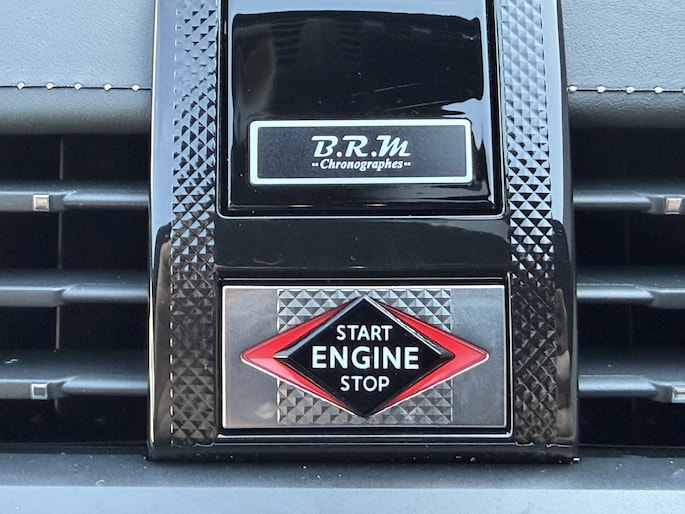 B.R.M
Chronographes
START
ENGINE
STOP